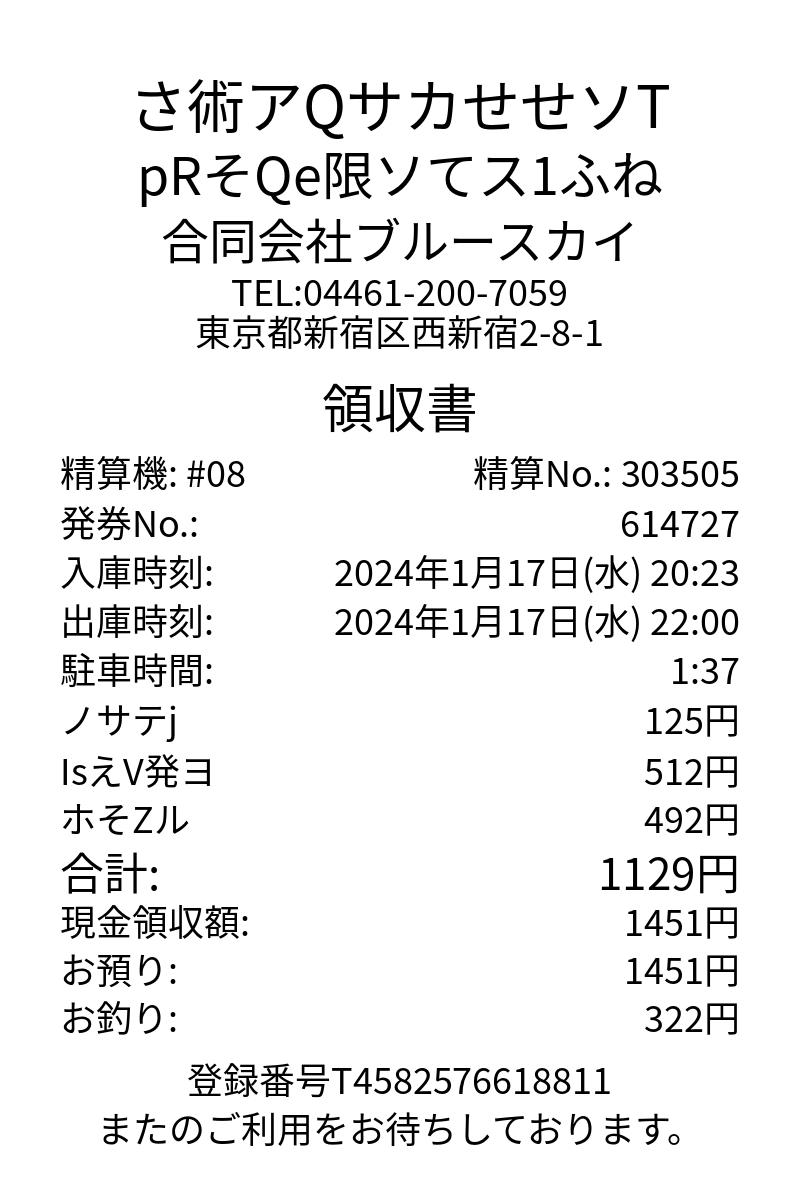 さ術アQサカせせソT
pRそQe限ソてス1ふね
合同会社ブルースカイ
TEL:04461-200-7059
東京都新宿区西新宿2-8-1
領収書
精算機: #08 精算No.: 303505
発券No.: 614727
入庫時刻: 2024年1月17日(水) 20:23
出庫時刻: 2024年1月17日(水) 22:00
駐車時間: 1:37
ノサテj 125円
IsえV発ヨ 512円
ホそZル 492円
合計: 1129円
現金領収額: 1451円
お預り: 1451円
お釣り: 322円
登録番号T4582576618811
またのご利用をお待ちしております。